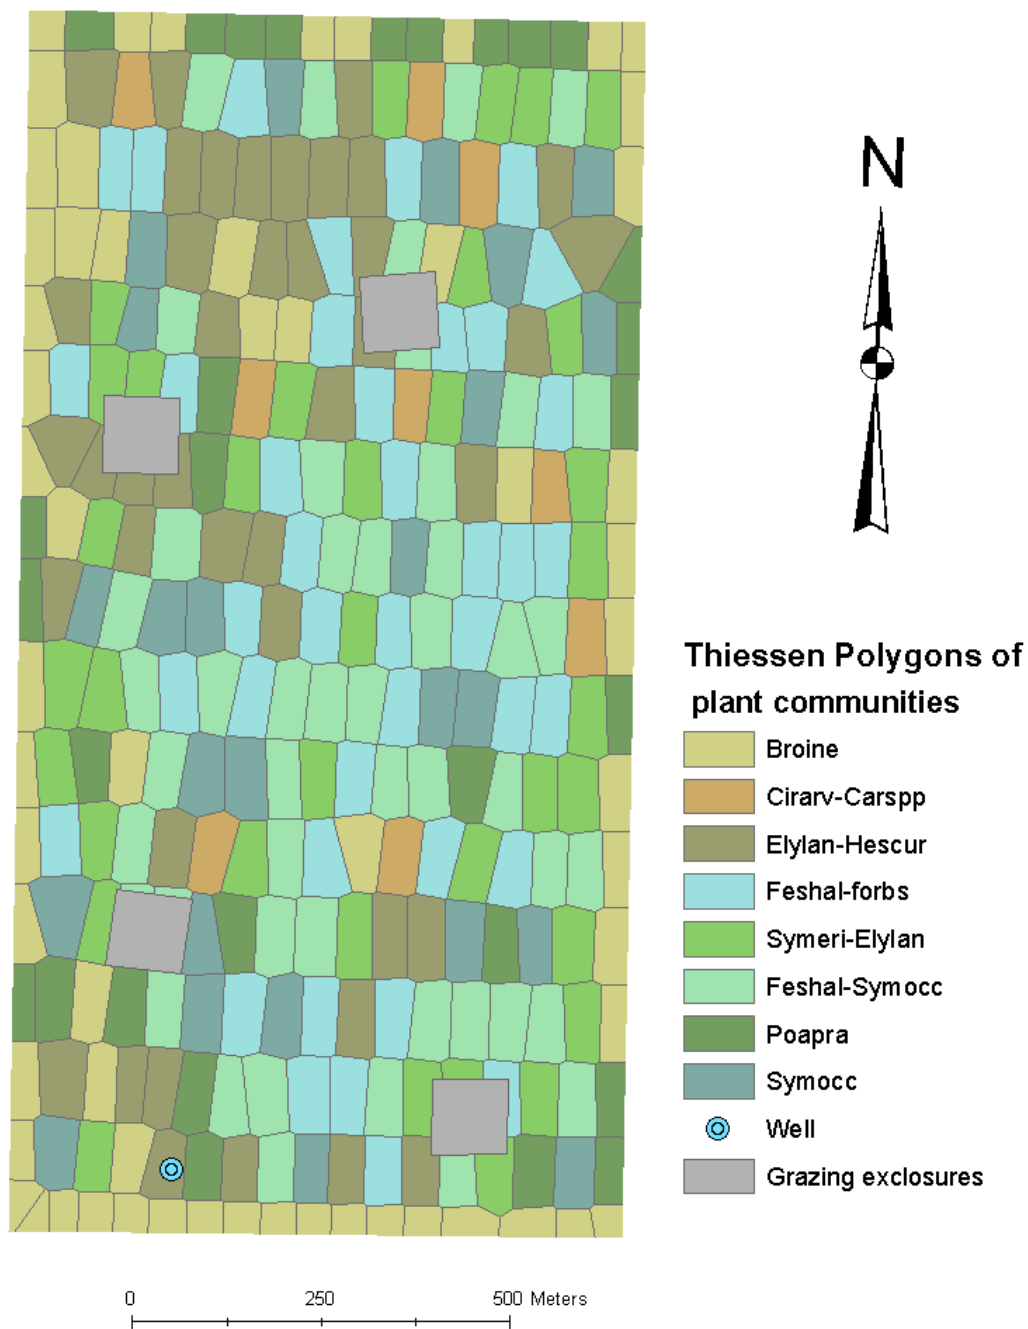 N
Thiessen Polygons of
plant communities
Broine
Cirarv-Carspp
Elylan-Hescur
Feshal-forbs
Symeri-Elylan
Feshal-Symocc
Poapra
Symocc
Well
Grazing exclosures
0 250 500 Meters